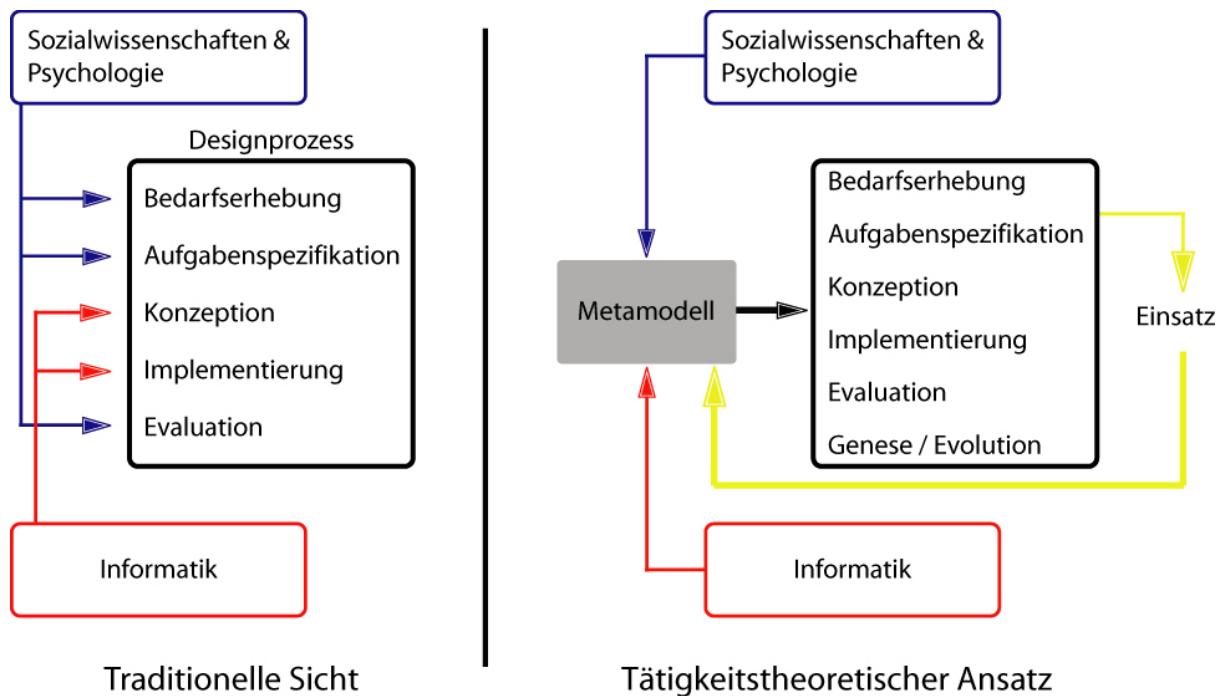 Sozialwissenschaften &
Psychologie
Designprozess
Bedarfserhebung
Aufgabenspezifikation
Konzeption
Implementierung
Evaluation
Informatik
Traditionelle Sicht
Sozialwissenschaften &
Psychologie
Metamodell
Bedarfserhebung
Aufgabenspezifikation
Konzeption
Implementierung
Evaluation
Genese / Evolution
Einsatz
Informatik
Tätigkeitstheoretischer Ansatz